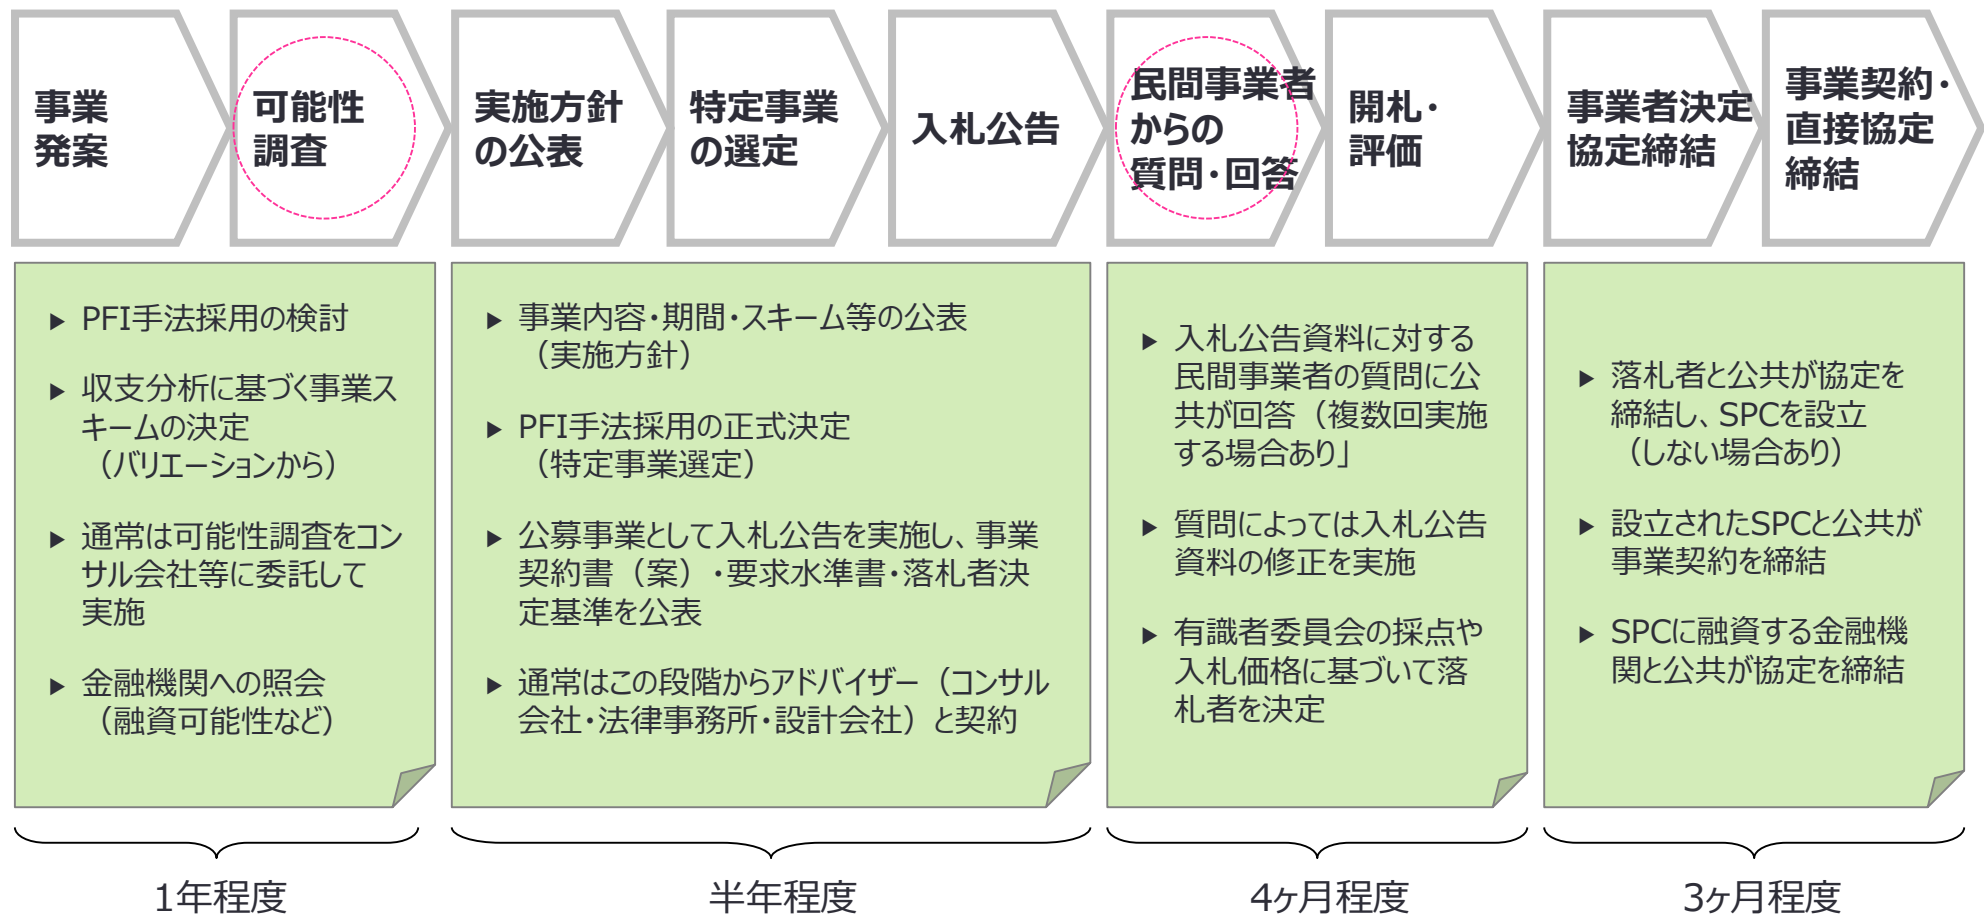 事業
発案
可能性
調査
実施方針
の公表
特定事業
の選定
入札公告
民間事業者
からの
質問・回答
開札・
評価
事業者決定
協定締結
事業契約・
直接協定
締結
▶ PFI手法採用の検討
▶ 収支分析に基づく事業ス
キームの決定
（バリエーションから）
▶ 通常は可能性調査をコン
サル会社等に委託して
実施
▶ 金融機関への照会
（融資可能性など）
▶ 事業内容・期間・スキーム等の公表
（実施方針）
▶ PFI手法採用の正式決定
（特定事業選定）
▶ 公募事業として入札公告を実施し、事業
契約書（案）・要求水準書・落札者決
定基準を公表
▶ 通常はこの段階からアドバイザー（コンサル
会社・法律事務所・設計会社）と契約
▶ 入札公告資料に対する
民間事業者の質問に公
共が回答（複数回実施
する場合あり」
▶ 質問によっては入札公告
資料の修正を実施
▶ 有識者委員会の採点や
入札価格に基づいて落
札者を決定
▶ 落札者と公共が協定を
締結し、SPCを設立
（しない場合あり）
▶ 設立されたSPCと公共が
事業契約を締結
▶ SPCに融資する金融機
関と公共が協定を締結
1年程度
半年程度
4ヶ月程度
3ヶ月程度